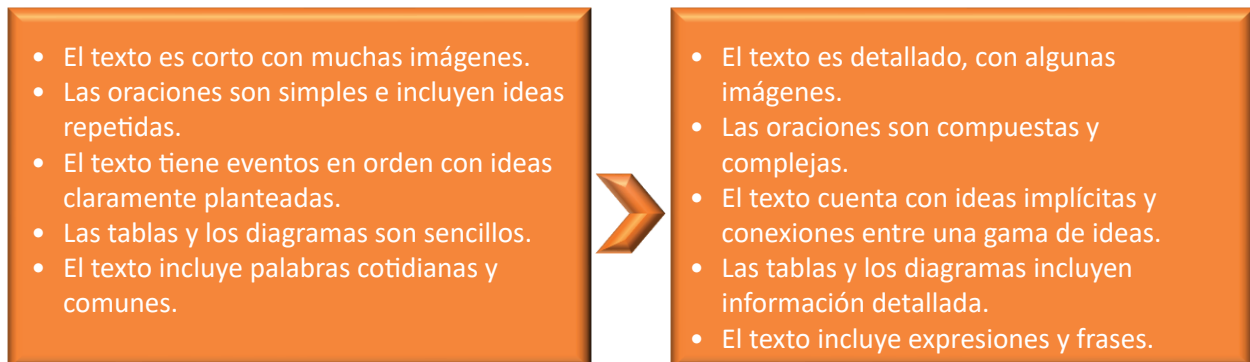 • El texto es corto con muchas imágenes.
• Las oraciones son simples e incluyen ideas
repetidas.
• El texto tiene eventos en orden con ideas
claramente planteadas.
• Las tablas y los diagramas son sencillos.
• El texto incluye palabras cotidianas y
comunes.
• El texto es detallado, con algunas
imágenes.
• Las oraciones son compuestas y
complejas.
• El texto cuenta con ideas implícitas y
conexiones entre una gama de ideas.
• Las tablas y los diagramas incluyen
información detallada.
• El texto incluye expresiones y frases.